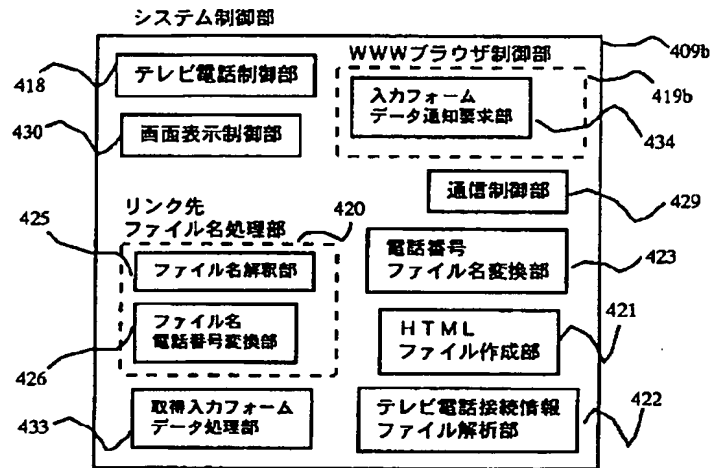 システム制御部
409b
418
テレビ電話制御部
WWWブラウザ制御部
419b
入力フォーム
データ通知要求部
434
430
画面表示制御部
通信制御部
429
リンク先
ファイル名処理部
420
425
ファイル名解釈部
電話番号
ファイル名変換部
423
ファイル名
電話番号変換部
426
HTML
ファイル作成部
421
433
取得入力フォーム
データ処理部
テレビ電話接続情報
ファイル解析部
422